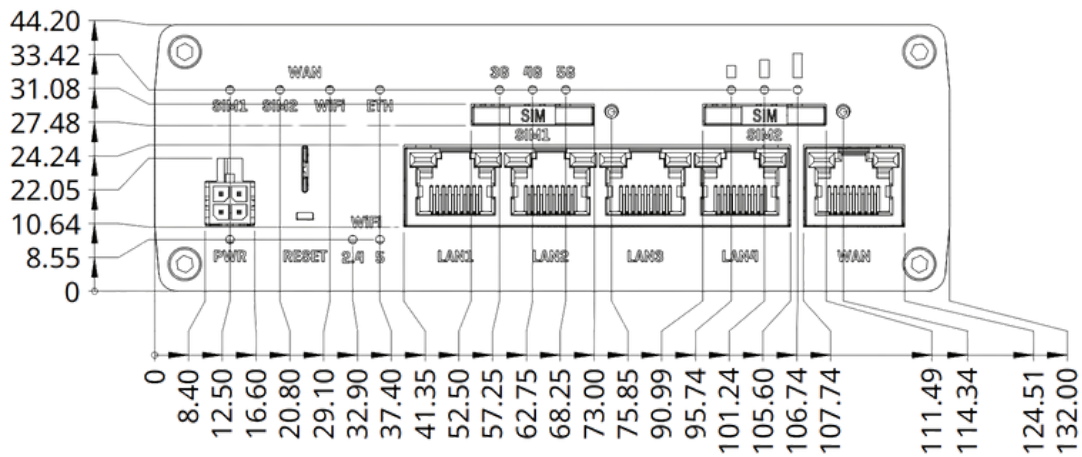 44.20
33.42
31.08
27.48
24.24
22.05
10.64
8.55
0
WAN
SIM1 SIM2 WiFi ETH
3G 4G 5G
SIM
SIM1
SIM
SIM2
WiFi
PWR RESET 2.4 5 LAN1 LAN2 LAN3 LAN4 WAN
0 8.40 12.50 16.60 20.80 29.10 32.90 37.40 41.35 52.50 57.25 62.75 68.25 73.00 75.85 90.99 95.74 101.24 105.60 106.74 107.74 111.49 114.34 124.51 132.00